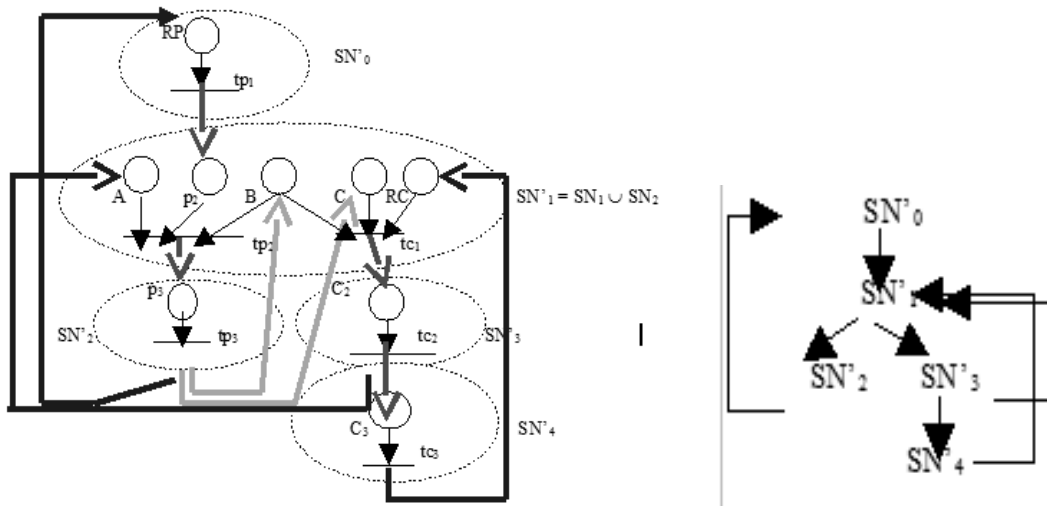 RP
SN'₀
tp₁
A
p₂
B
C
RC
SN'₁ = SN₁ ∪ SN₂
tp₂
tc₁
p₃
C₂
SN'₂
tp₃
tc₂
SN'₃
C₃
SN'₄
tc₃
SN'₀
SN'₁
SN'₂ SN'₃
SN'₄